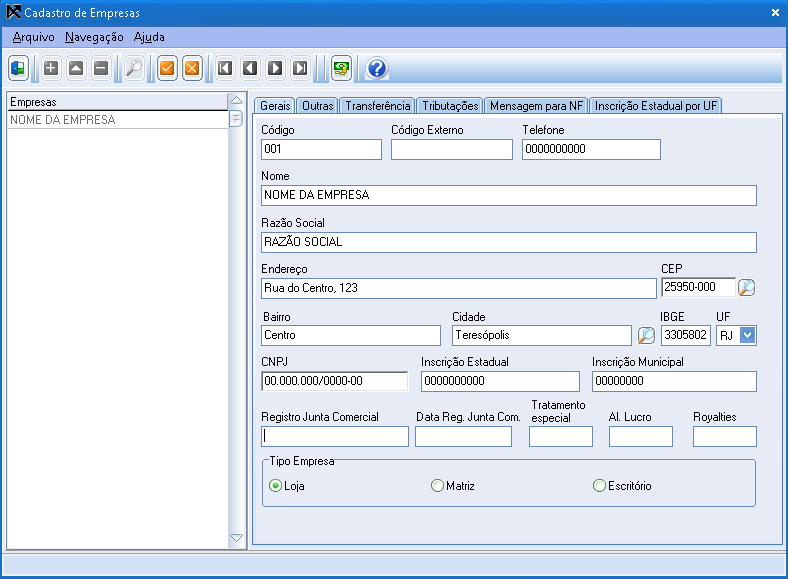 Cadastro de Empresas
Arquivo Navegação Ajuda
Empresas
NOME DA EMPRESA
Gerais Outras Transferência Tributações Mensagem para NF Inscrição Estadual por UF
Código Código Externo Telefone
001 0000000000
Nome
NOME DA EMPRESA
Razão Social
RAZÃO SOCIAL
Endereço CEP
Rua do Centro, 123 25950-000
Bairro Cidade IBGE UF
Centro Teresópolis 3305802 RJ
CNPJ Inscrição Estadual Inscrição Municipal
00.000.000/0000-00 0000000000 00000000
Registro Junta Comercial Data Reg. Junta Com. Tratamento especial Al. Lucro Royalties
Tipo Empresa
Loja Matriz Escritório